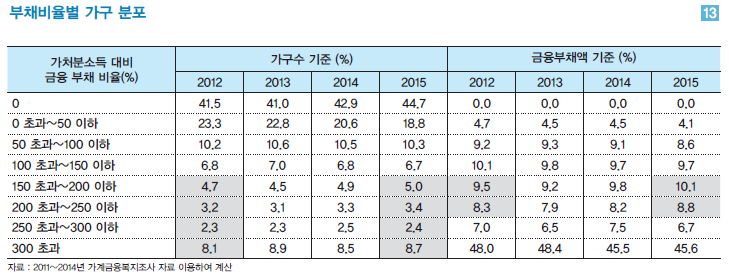 부채비율별 가구 분포 13
가처분소득 대비 금융 부채 비율(%) 가구수 기준 (%) 금융부채액 기준 (%)
2012 2013 2014 2015 2012 2013 2014 2015
0 41.5 41.0 42.9 44.7 0.0 0.0 0.0 0.0
0 초과~50 이하 23.3 22.8 20.6 18.8 4.7 4.5 4.5 4.1
50 초과~100 이하 10.2 10.6 10.5 10.3 9.2 9.3 9.1 8.6
100 초과~150 이하 6.8 7.0 6.8 6.7 10.1 9.8 9.7 9.7
150 초과~200 이하 4.7 4.5 4.9 5.0 9.5 9.2 9.8 10.1
200 초과~250 이하 3.2 3.1 3.3 3.4 8.3 7.9 8.2 8.8
250 초과~300 이하 2.3 2.3 2.5 2.4 7.0 6.5 7.5 6.7
300 초과 8.1 8.9 8.5 8.7 48.0 48.4 45.5 45.6
자료 : 2011~2014년 가계금융복지조사 자료 이용하여 계산